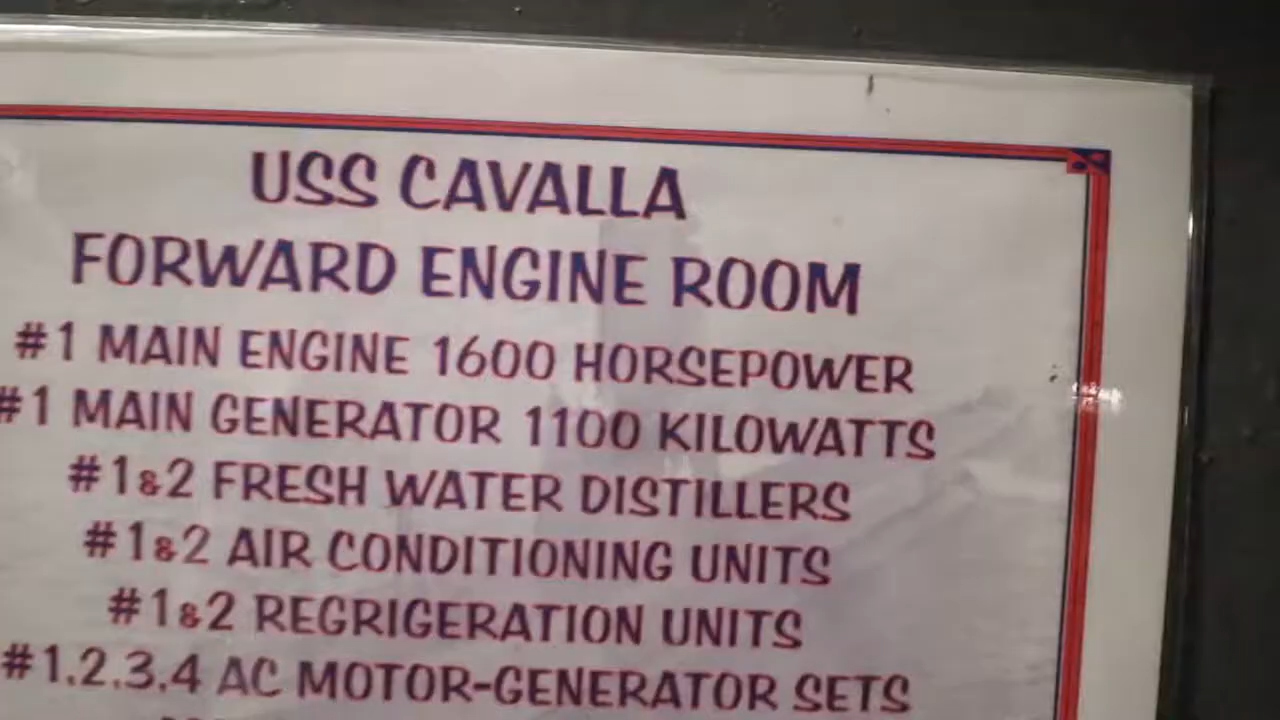 USS CAVALLA
FORWARD ENGINE ROOM
#1 MAIN ENGINE 1600 HORSEPOWER
#1 MAIN GENERATOR 1100 KILOWATTS
#1&2 FRESH WATER DISTILLERS
#1&2 AIR CONDITIONING UNITS
#1&2 REGRIGERATION UNITS
#1,2,3,4 AC MOTOR-GENERATOR SETS